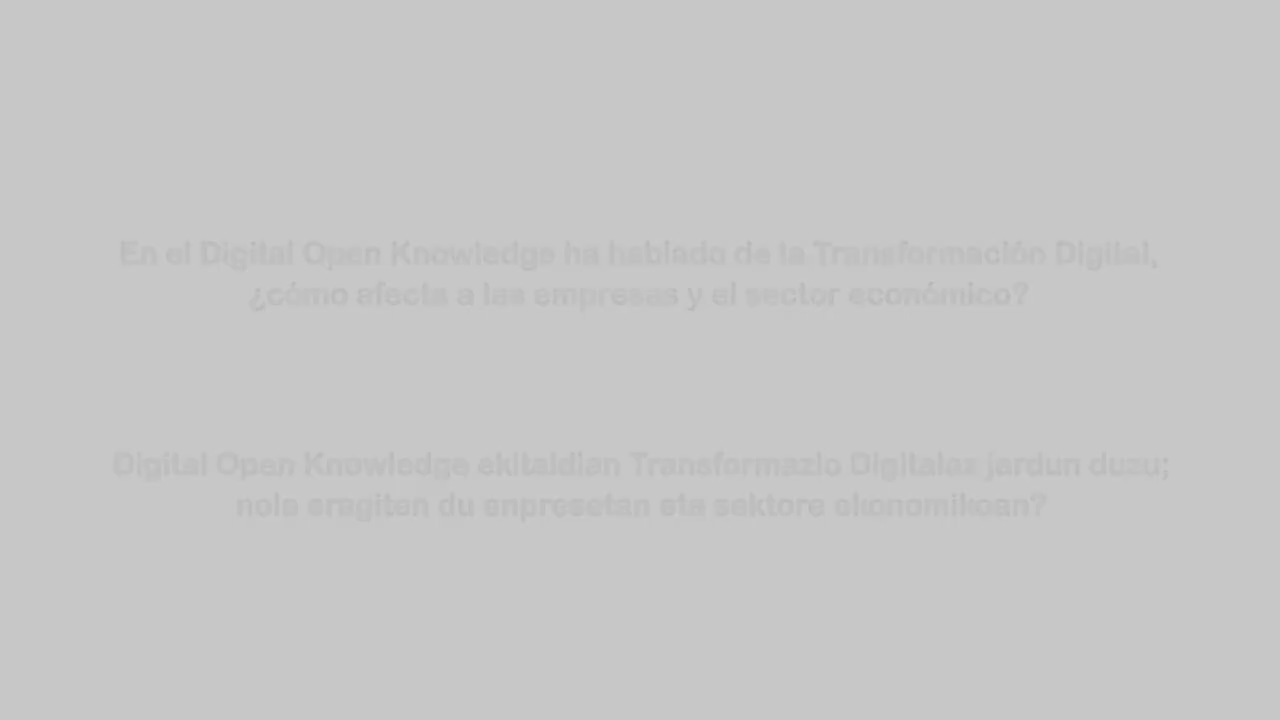 En el Digital Open Knowledge ha hablado de la Transformación Digital,
¿cómo afecta a las empresas y el sector económico?
Digital Open Knowledge ekitaldian Transformazio Digitalaz jardun duzu;
nola eragiten du enpresetan eta sektore ekonomikoan?